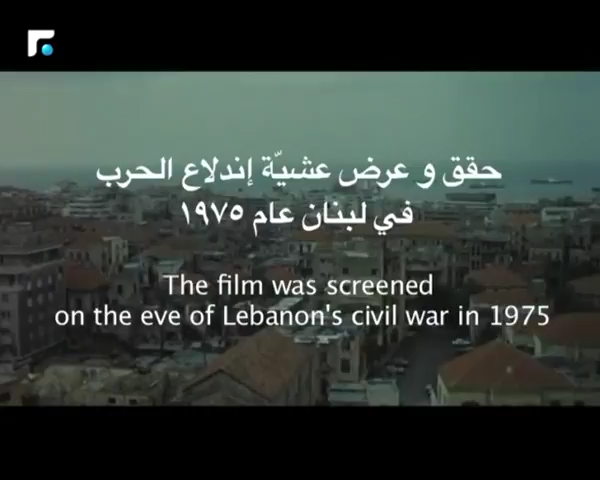 حقق و عرض عشيّة إندلاع الحرب
في لبنان عام ١٩٧٥
The film was screened
on the eve of Lebanon's civil war in 1975